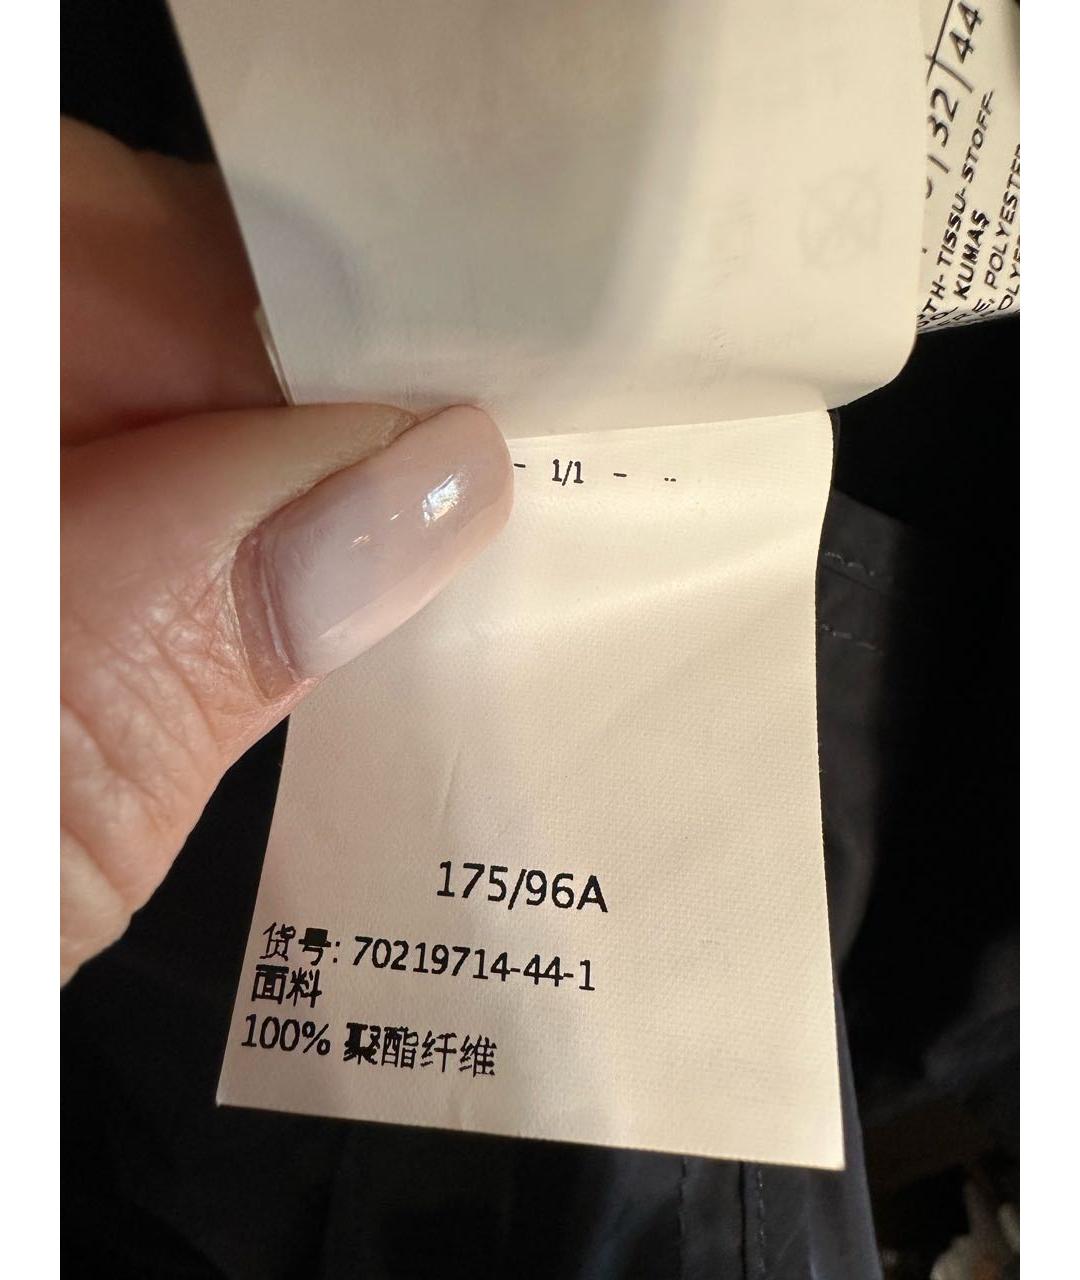 /32/44
TH-TISSU-STOFF-
KUMAŞ
POLYESTER
- 1/1 -
175/96A
货号: 70219714-44-1
面料
100% 聚酯纤维